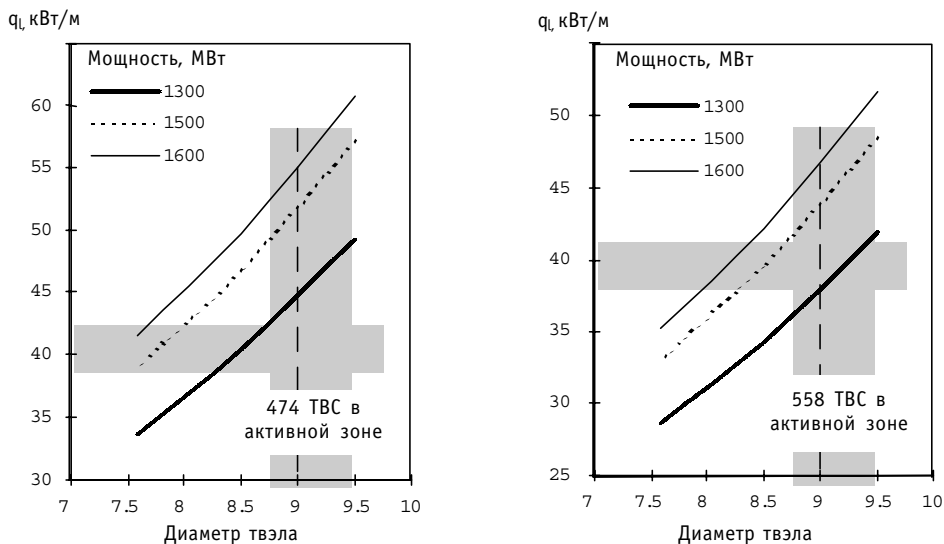 qₗ, кВт/м
Мощность, МВт
1300
1500
1600
60
55
50
45
40
35
30
474 ТВС в
активной зоне
7 7.5 8 8.5 9 9.5 10
Диаметр твэла
qₗ, кВт/м
Мощность, МВт
1300
1500
1600
50
45
40
35
30
25
558 ТВС в
активной зоне
7 7.5 8 8.5 9 9.5 10
Диаметр твэла